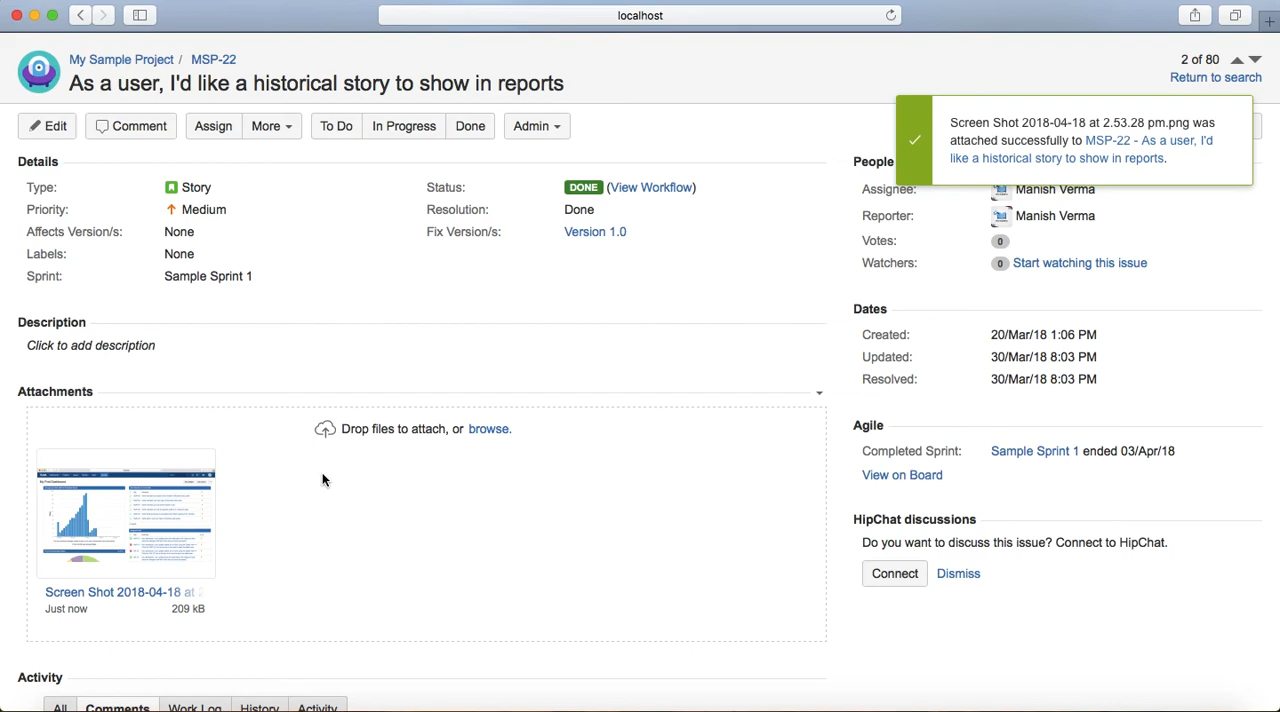 localhost
My Sample Project / MSP-22
As a user, I'd like a historical story to show in reports
2 of 80
Return to search
Edit
Comment
Assign
More
To Do
In Progress
Done
Admin
Screen Shot 2018-04-18 at 2.53.28 pm.png was
attached successfully to MSP-22 - As a user, I'd
like a historical story to show in reports.
Details
Type: Story
Priority: Medium
Affects Version/s: None
Labels: None
Sprint: Sample Sprint 1
Status: DONE (View Workflow)
Resolution: Done
Fix Version/s: Version 1.0
People
Assignee: Manish Verma
Reporter: Manish Verma
Votes: 0
Watchers: 0 Start watching this issue
Description
Click to add description
Dates
Created: 20/Mar/18 1:06 PM
Updated: 30/Mar/18 8:03 PM
Resolved: 30/Mar/18 8:03 PM
Attachments
Drop files to attach, or browse.
Screen Shot 2018-04-18 at 2
Just now 209 kB
Agile
Completed Sprint: Sample Sprint 1 ended 03/Apr/18
View on Board
HipChat discussions
Do you want to discuss this issue? Connect to HipChat.
Connect
Dismiss
Activity
All
Comments
Work Log
History
Activity